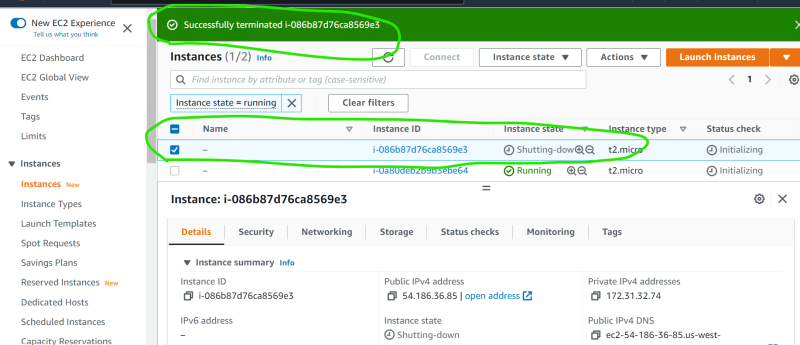 New EC2 Experience
Tell us what you think
EC2 Dashboard
EC2 Global View
Events
Tags
Limits
Instances
Instances New
Instance Types
Launch Templates
Spot Requests
Savings Plans
Reserved Instances New
Dedicated Hosts
Scheduled Instances
Capacity Reservations
Successfully terminated i-086b87d76ca8569e3
Instances (1/2) Info
Connect
Instance state
Actions
Launch instances
Find instance by attribute or tag (case-sensitive)
1
Instance state = running
Clear filters
Name Instance ID Instance state Instance type Status check
– i-086b87d76ca8569e3 Shutting-down t2.micro Initializing
– i-0a80deb2b9b3ebe64 Running t2.micro Initializing
Instance: i-086b87d76ca8569e3
Details Security Networking Storage Status checks Monitoring Tags
Instance summary Info
Instance ID
i-086b87d76ca8569e3
Public IPv4 address
54.186.36.85 | open address
Private IPv4 addresses
172.31.32.74
IPv6 address
–
Instance state
Shutting-down
Public IPv4 DNS
ec2-54-186-36-85.us-west-